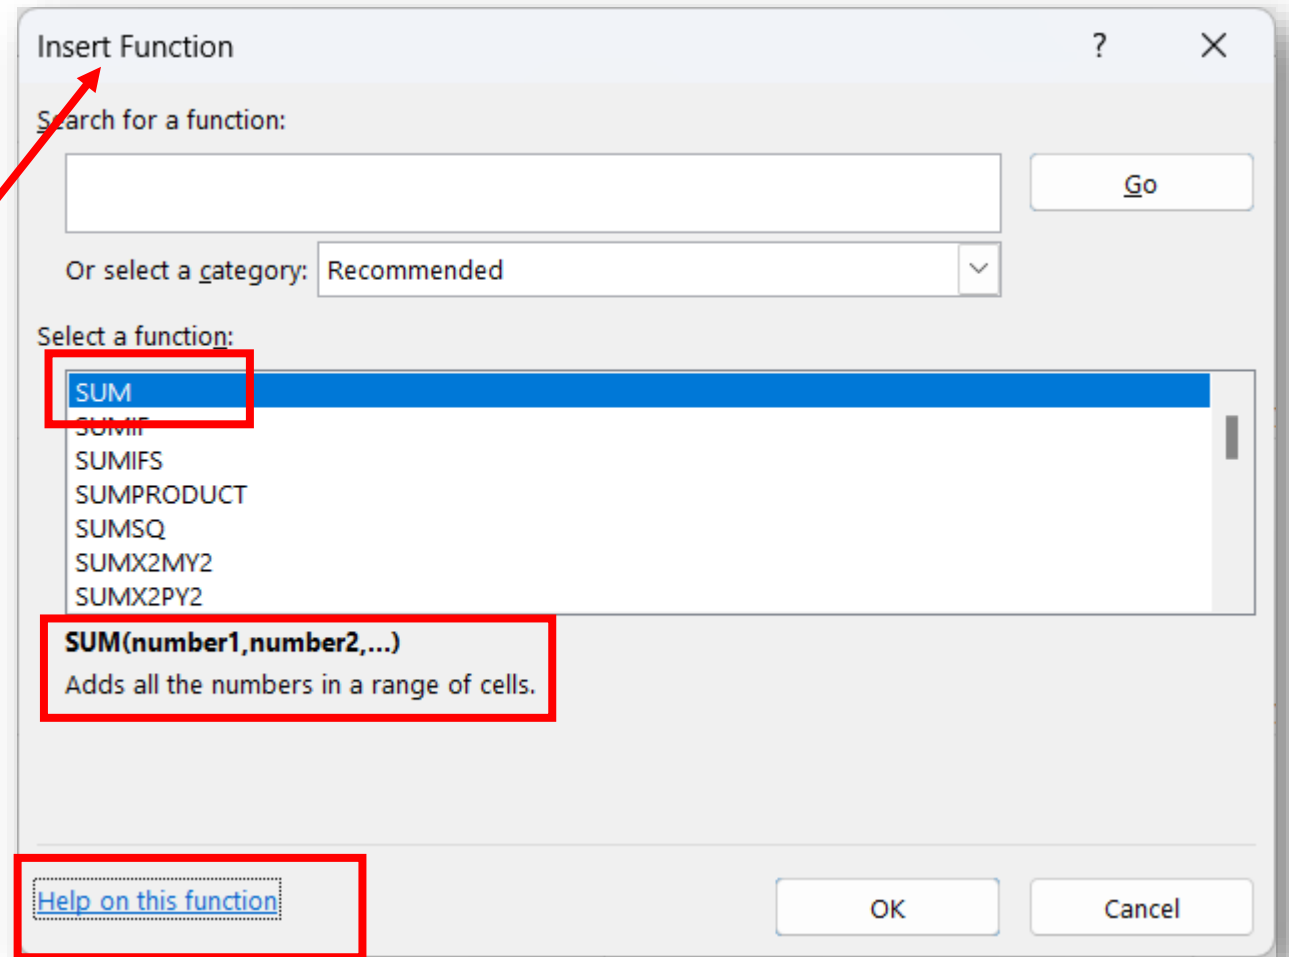 Insert Function ?
Search for a function:
Go
Or select a category: Recommended
Select a function:
SUM
SUMIF
SUMIFS
SUMPRODUCT
SUMSQ
SUMX2MY2
SUMX2PY2
SUM(number1,number2,...)
Adds all the numbers in a range of cells.
Help on this function
OK Cancel